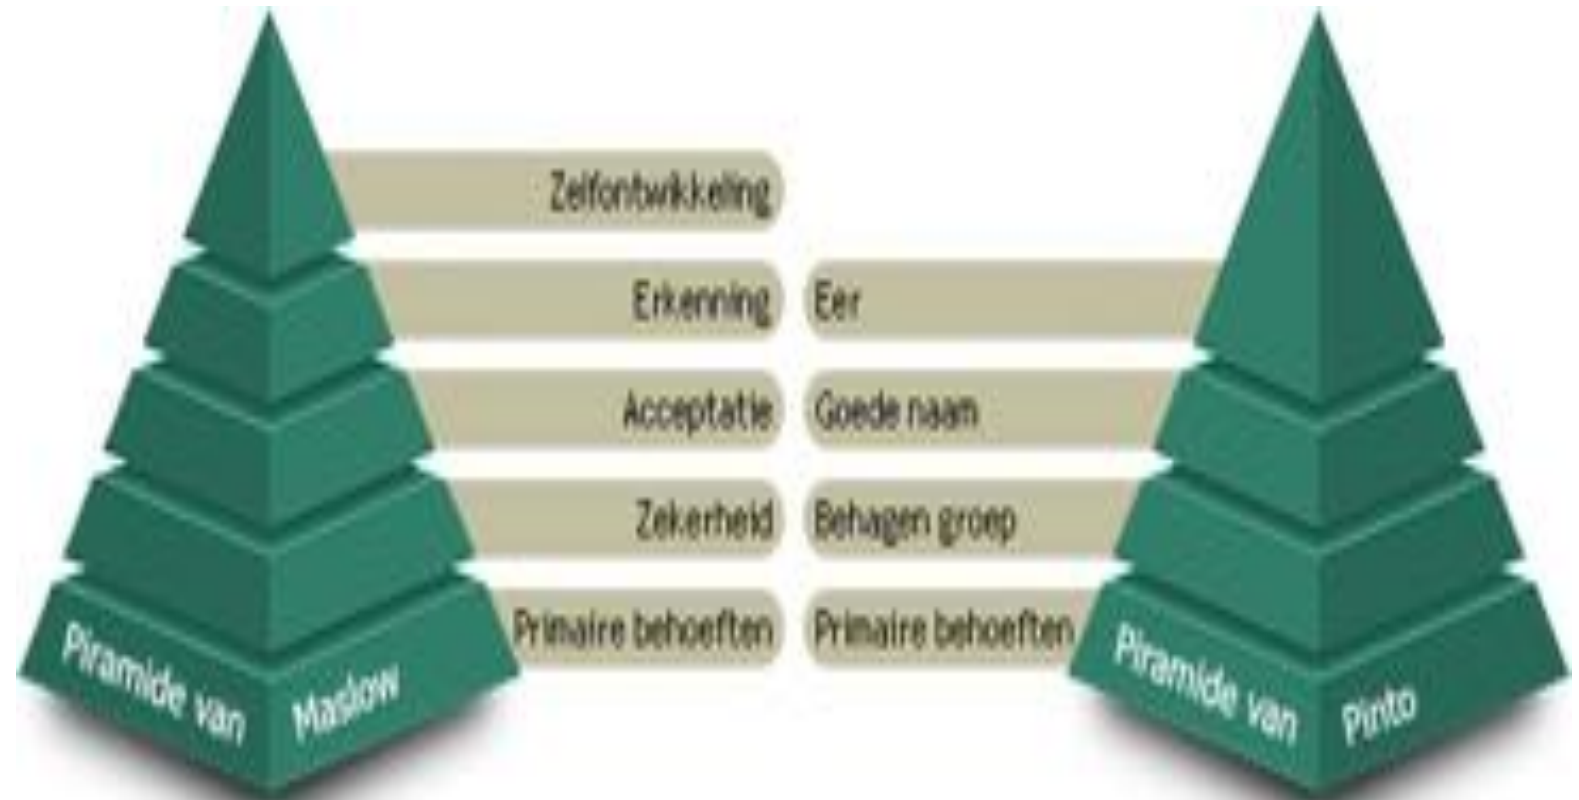 Zelfontwikkeling
Erkenning
Eer
Acceptatie
Goede naam
Zekerheid
Behagen groep
Primaire behoeften
Primaire behoeften
Piramide van Maslow
Piramide van Pinto